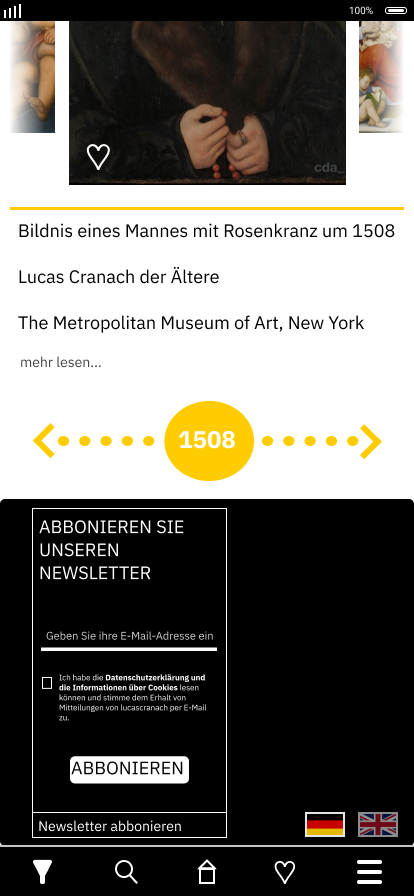 100%
cda_
Bildnis eines Mannes mit Rosenkranz um 1508
Lucas Cranach der Ältere
The Metropolitan Museum of Art, New York
mehr lesen...
1508
ABBONIEREN SIE
UNSEREN
NEWSLETTER
Geben Sie ihre E-Mail-Adresse ein
Ich habe die Datenschutzerklärung und
die Informationen über Cookies lesen
können und stimme dem Erhalt von
Mitteilungen von lucascranach per E-Mail
zu.
ABBONIEREN
Newsletter abbonieren